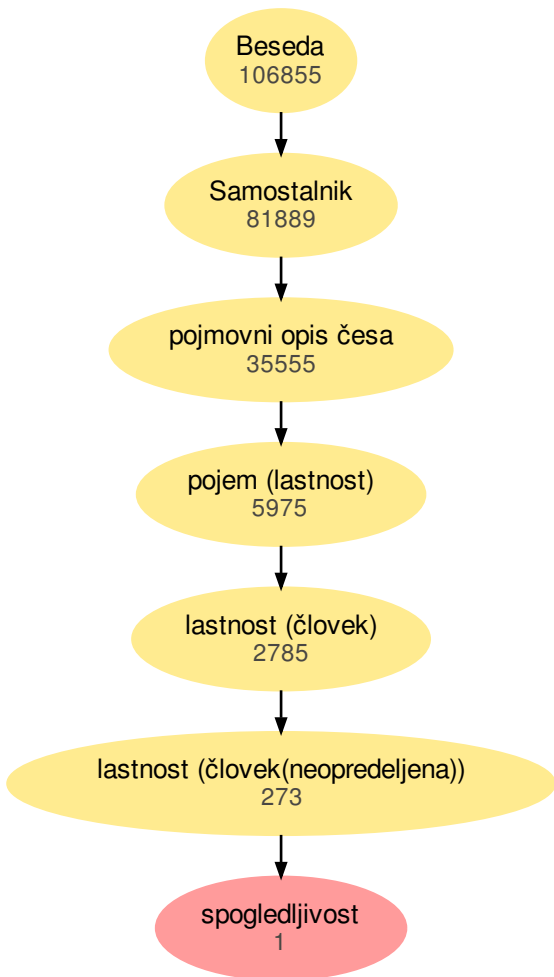 Beseda
106855
Samostalnik
81889
pojmovni opis česa
35555
pojem (lastnost)
5975
lastnost (človek)
2785
lastnost (človek(neopredeljena))
273
spogledljivost
1